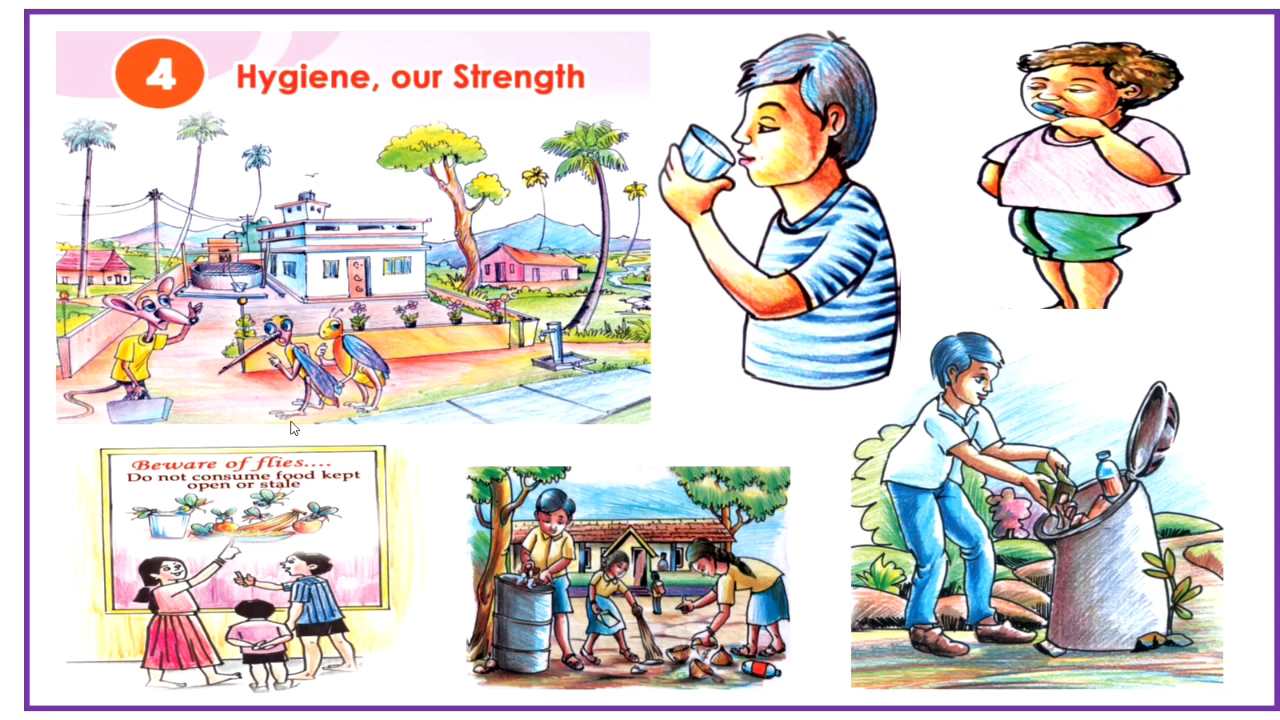 4
Hygiene, our Strength
Beware of flies....
Do not consume food kept
open or stale